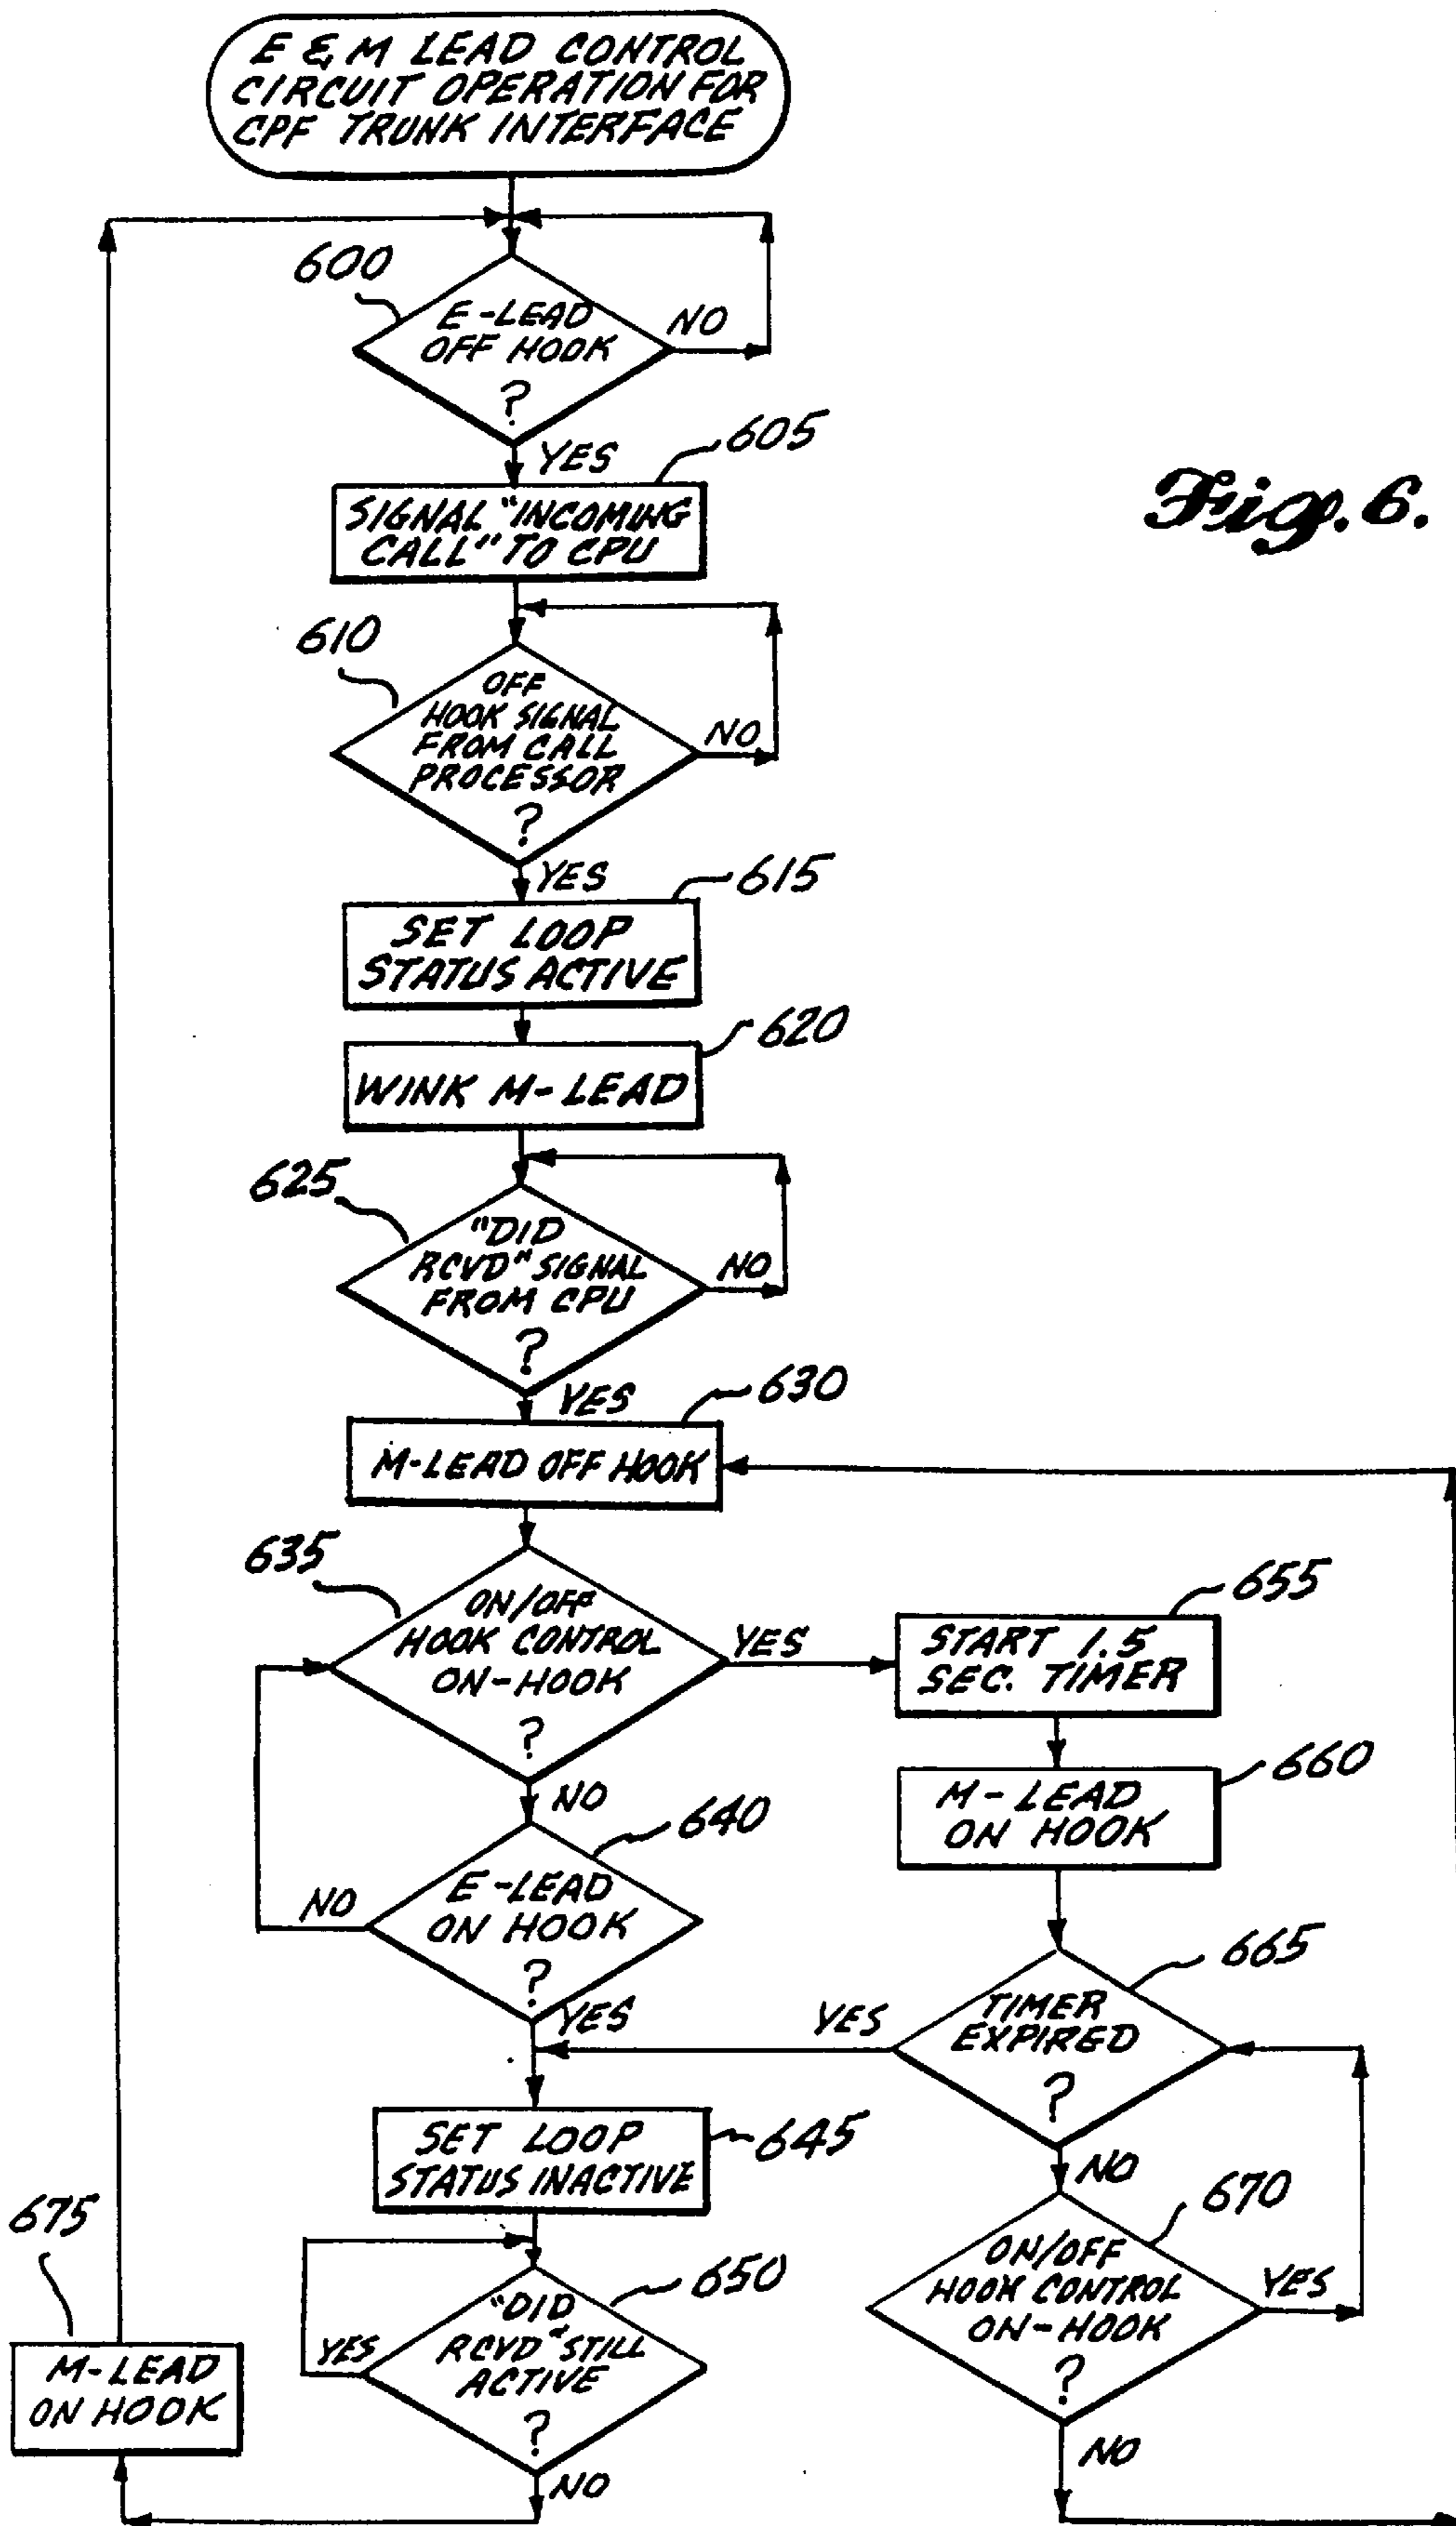 E & M LEAD CONTROL
CIRCUIT OPERATION FOR
CPF TRUNK INTERFACE
600
E-LEAD
OFF HOOK
?
NO
YES
605
SIGNAL "INCOMING
CALL" TO CPU
Fig. 6.
610
OFF
HOOK SIGNAL
FROM CALL
PROCESSOR
?
NO
YES
615
SET LOOP
STATUS ACTIVE
620
WINK M-LEAD
625
"DID
RCVD" SIGNAL
FROM CPU
?
NO
YES
630
M-LEAD OFF HOOK
635
ON/OFF
HOOK CONTROL
ON-HOOK
?
YES
NO
655
START 1.5
SEC. TIMER
660
M-LEAD
ON HOOK
640
E-LEAD
ON HOOK
?
NO
YES
665
TIMER
EXPIRED
?
YES
NO
645
SET LOOP
STATUS INACTIVE
670
ON/OFF
HOOK CONTROL
ON-HOOK
?
YES
NO
650
"DID
RCVD" STILL
ACTIVE
?
YES
NO
675
M-LEAD
ON HOOK